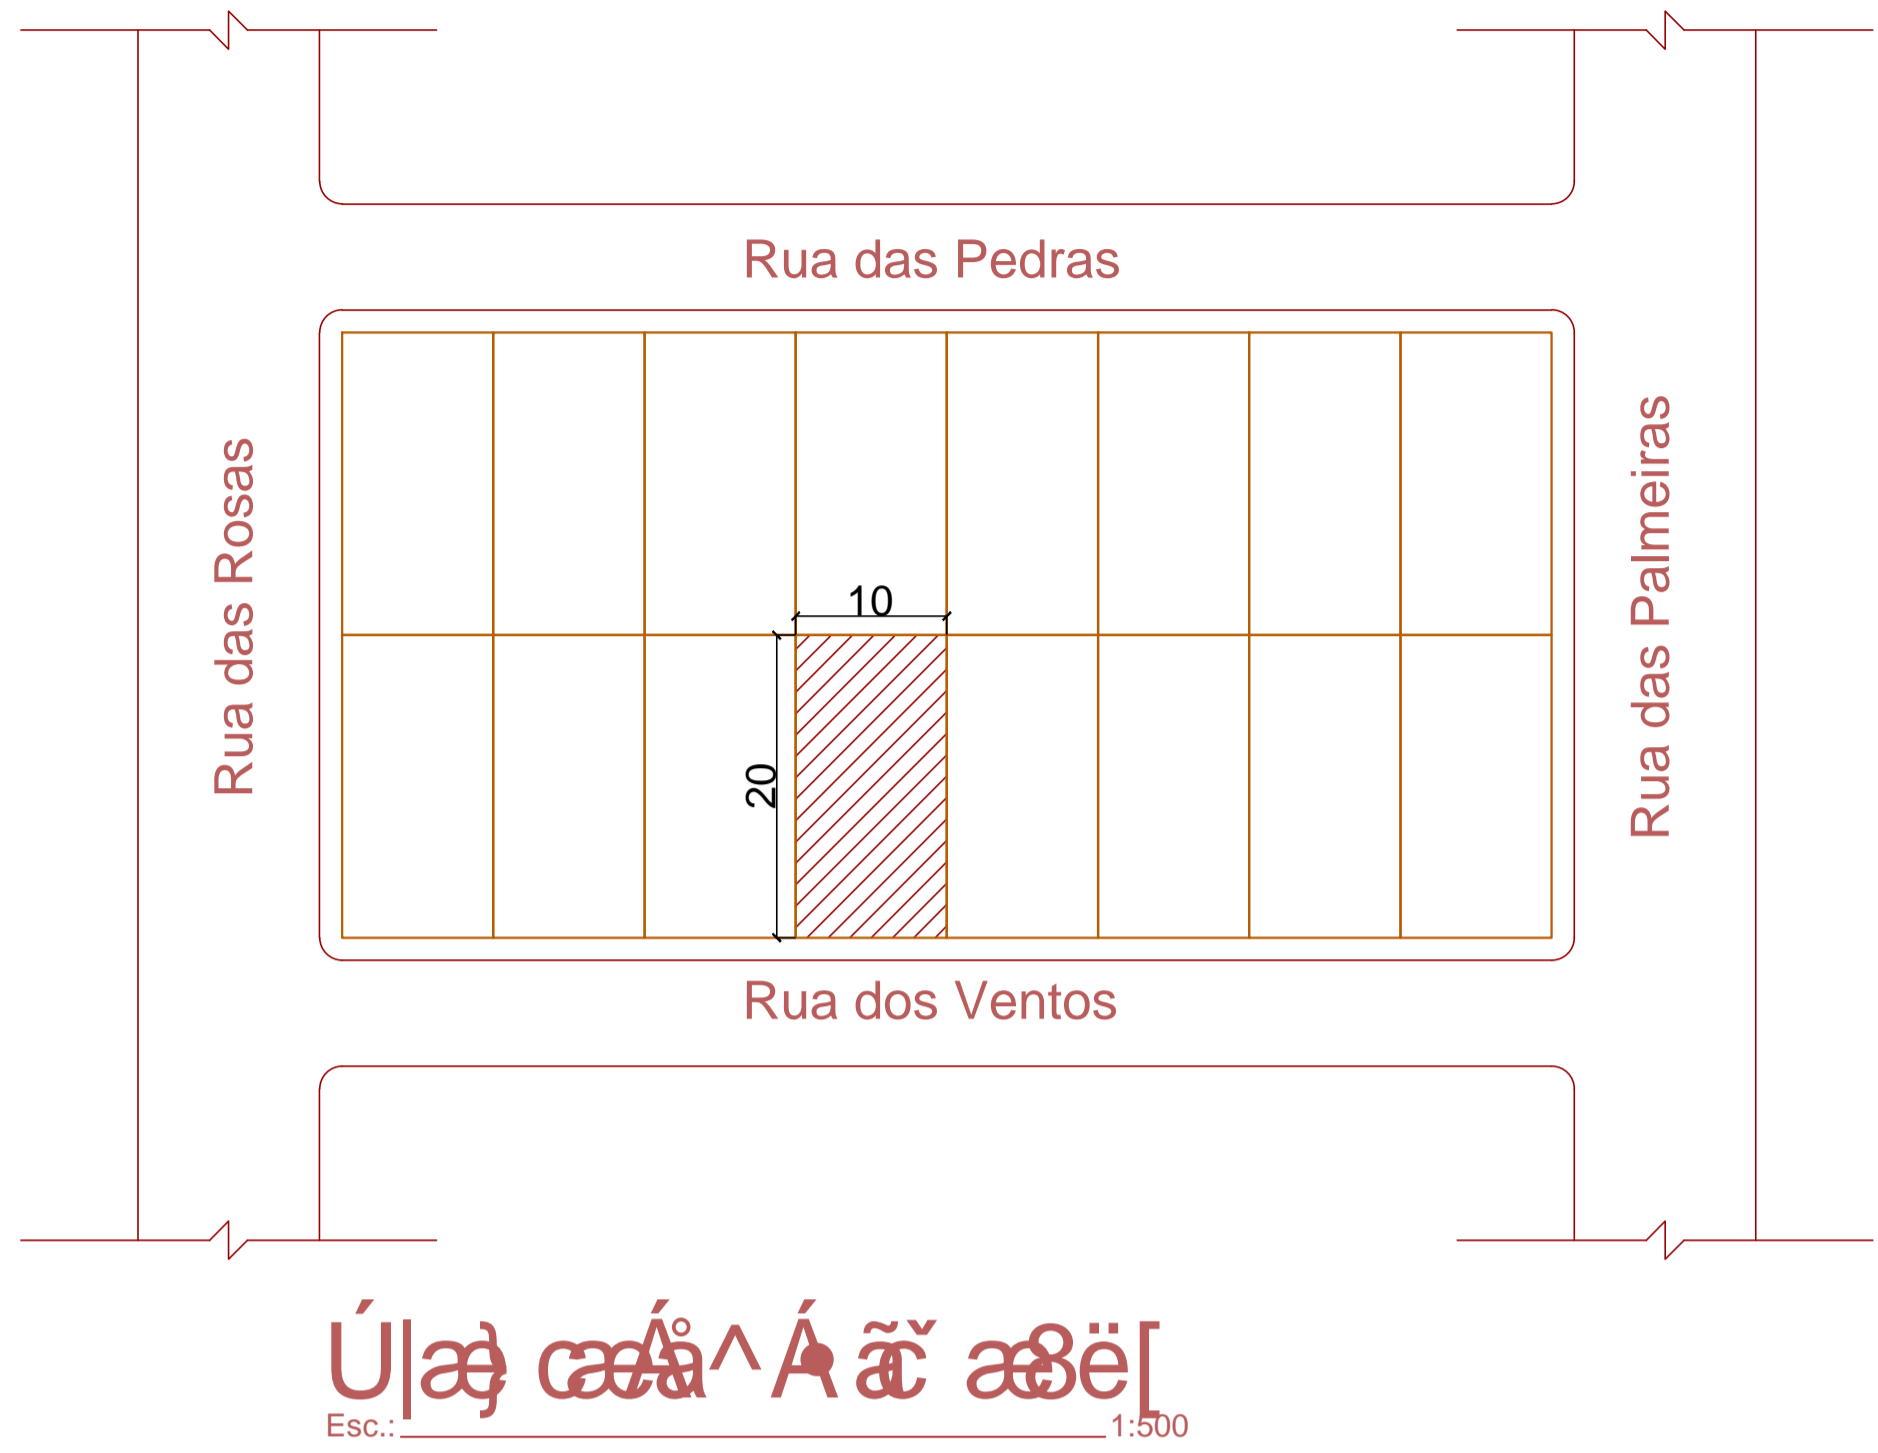 Rua das Pedras
Rua das Rosas
Rua das Palmeiras
10
20
Rua dos Ventos
Esc.: 1:500